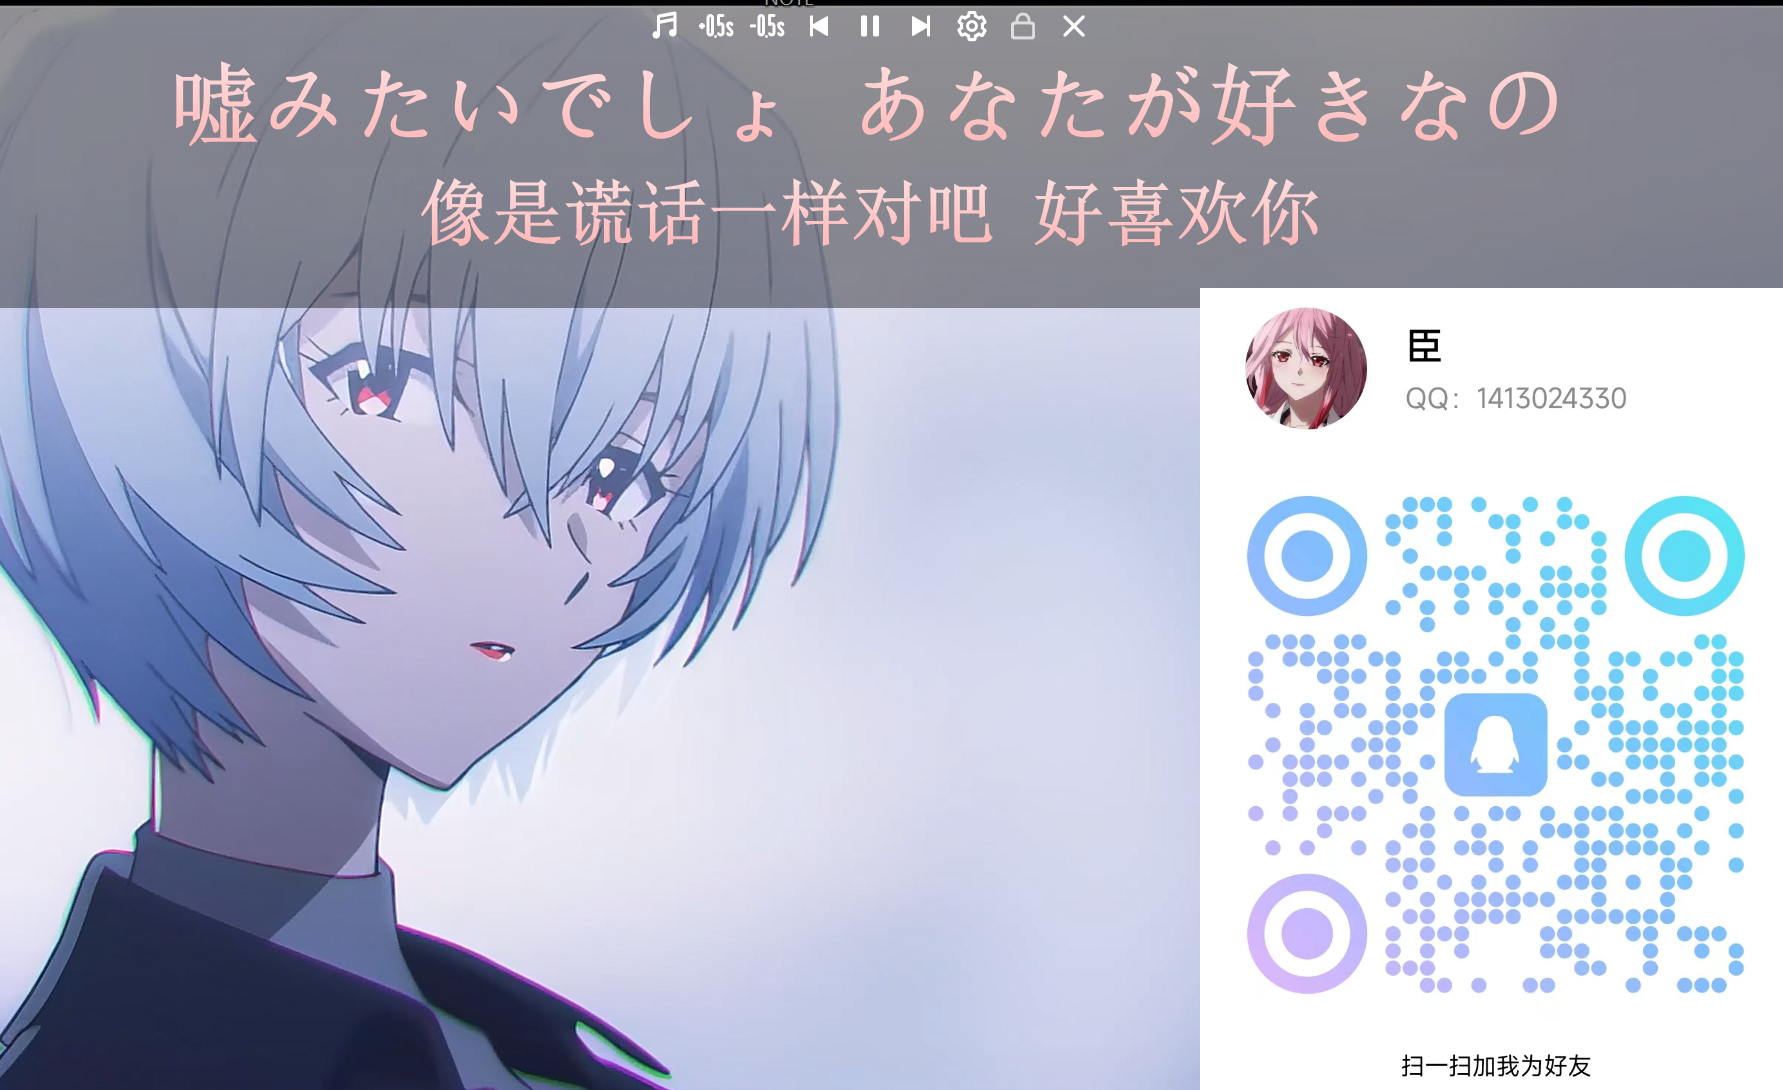 NOTE
+0.5s -0.5s
嘘みたいでしょ あなたが好きなの
像是谎话一样对吧 好喜欢你
臣
QQ：1413024330
扫一扫加我为好友